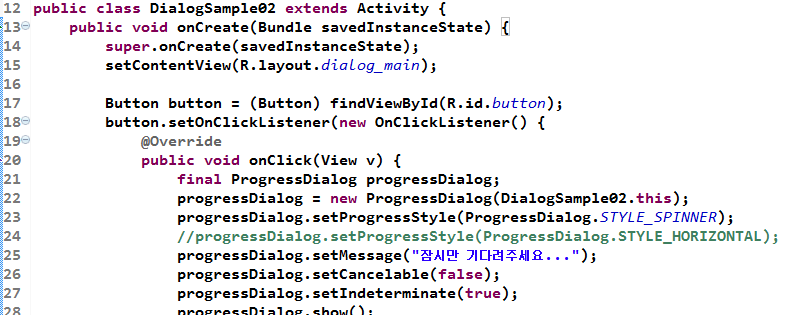 12 public class DialogSample02 extends Activity {
13 public void onCreate(Bundle savedInstanceState) {
14 super.onCreate(savedInstanceState);
15 setContentView(R.layout.dialog_main);
16
17 Button button = (Button) findViewById(R.id.button);
18 button.setOnClickListener(new OnClickListener() {
19 @Override
20 public void onClick(View v) {
21 final ProgressDialog progressDialog;
22 progressDialog = new ProgressDialog(DialogSample02.this);
23 progressDialog.setProgressStyle(ProgressDialog.STYLE_SPINNER);
24 //progressDialog.setProgressStyle(ProgressDialog.STYLE_HORIZONTAL);
25 progressDialog.setMessage("잠시만 기다려주세요...");
26 progressDialog.setCancelable(false);
27 progressDialog.setIndeterminate(true);
28 progressDialog.show();